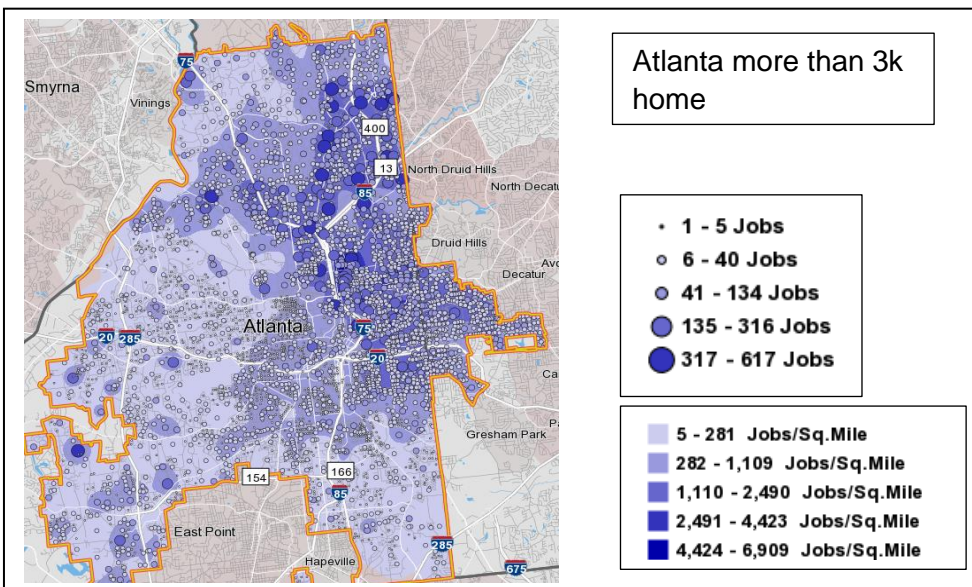 Atlanta more than 3k
home
75
Smyrna
Vinings
400
13
North Druid Hills
85
North Decatur
Druid Hills
Decatur
Atlanta
75
20
285
20
Gresham Park
154
166
85
East Point
285
Hapeville
675
1 - 5 Jobs
6 - 40 Jobs
41 - 134 Jobs
135 - 316 Jobs
317 - 617 Jobs
5 - 281 Jobs/Sq.Mile
282 - 1,109 Jobs/Sq.Mile
1,110 - 2,490 Jobs/Sq.Mile
2,491 - 4,423 Jobs/Sq.Mile
4,424 - 6,909 Jobs/Sq.Mile